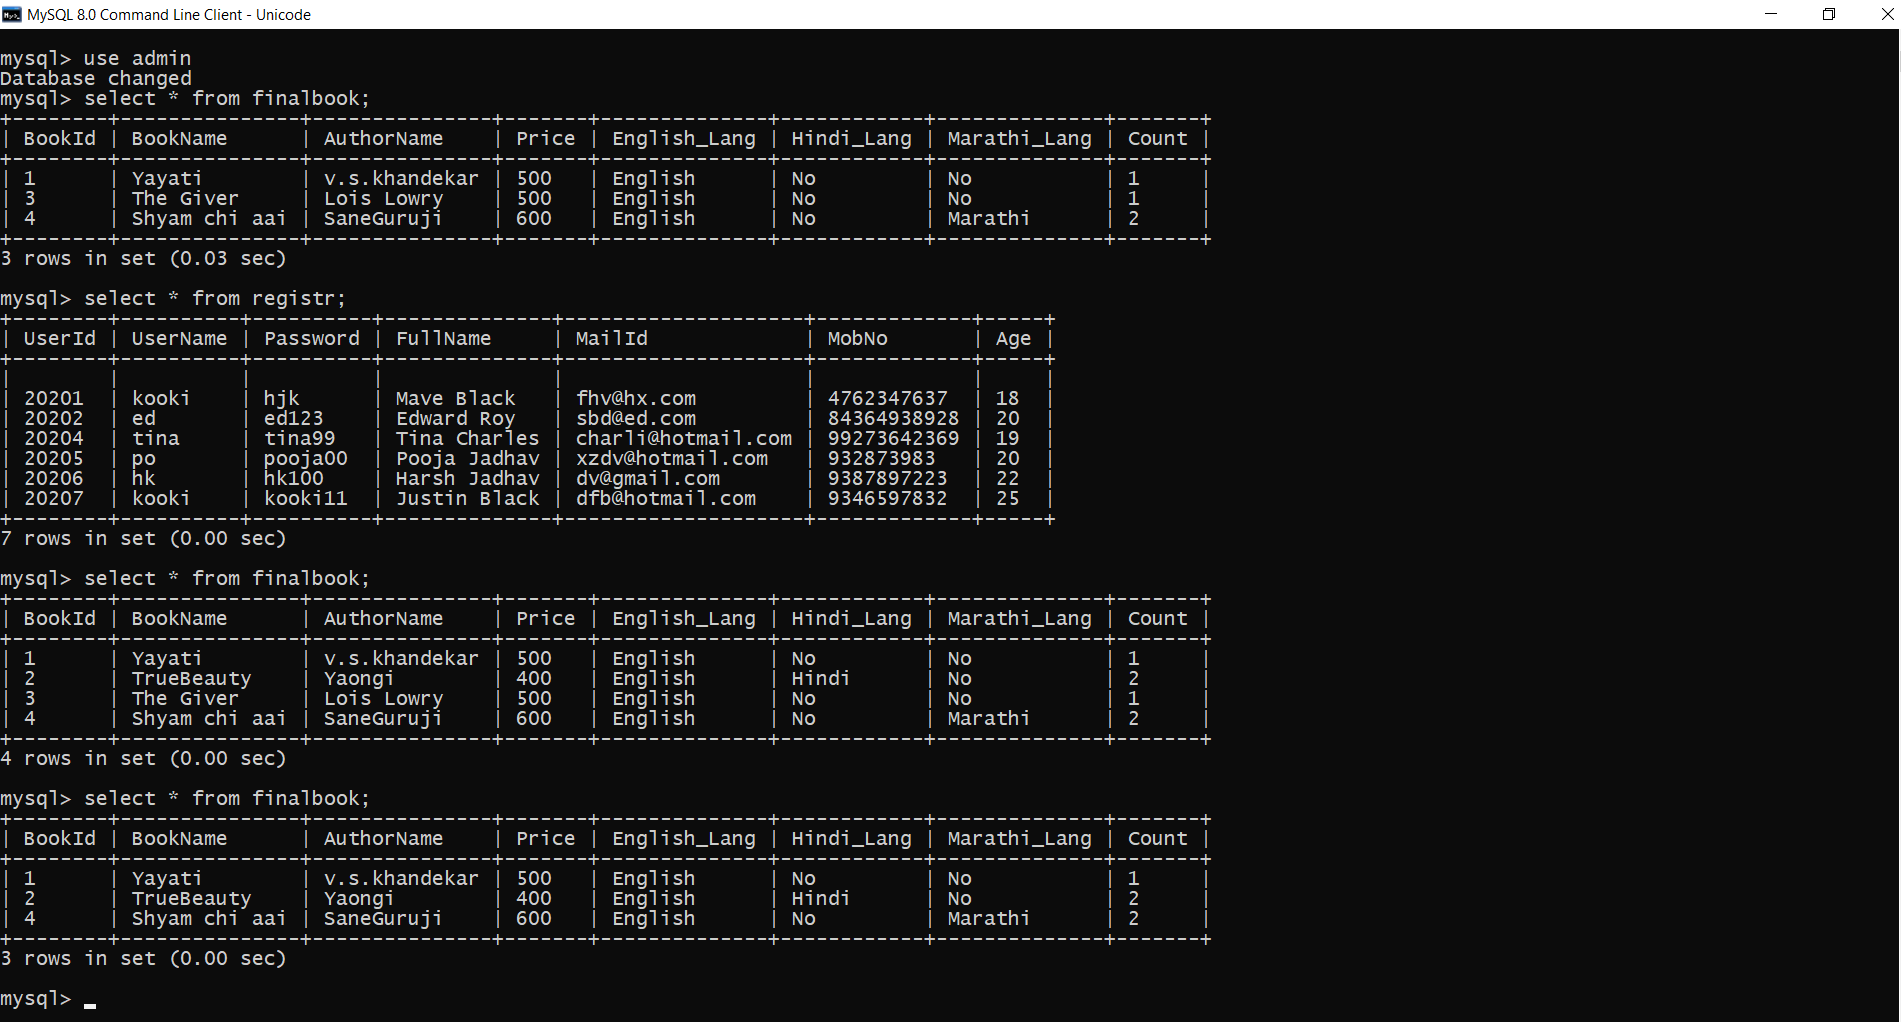 MySQL 8.0 Command Line Client - Unicode
mysql> use admin
Database changed
mysql> select * from finalbook;
+--------+---------------+---------------+-------+--------------+------------+--------------+-------+
| BookId | BookName      | AuthorName    | Price | English_Lang | Hindi_Lang | Marathi_Lang | Count |
+--------+---------------+---------------+-------+--------------+------------+--------------+-------+
| 1      | Yayati        | v.s.khandekar | 500   | English      | No         | No           | 1     |
| 3      | The Giver     | Lois Lowry    | 500   | English      | No         | No           | 1     |
| 4      | Shyam chi aai | SaneGuruji    | 600   | English      | No         | Marathi      | 2     |
+--------+---------------+---------------+-------+--------------+------------+--------------+-------+
3 rows in set (0.03 sec)
mysql> select * from registr;
+--------+----------+----------+--------------+--------------------+-------------+-----+
| UserId | UserName | Password | FullName     | MailId             | MobNo       | Age |
+--------+----------+----------+--------------+--------------------+-------------+-----+
|        |          |          |              |                    |             |     |
| 20201  | kooki    | hjk      | Mave Black   | fhv@hx.com         | 4762347637  | 18  |
| 20202  | ed       | ed123    | Edward Roy   | sbd@ed.com         | 84364938928 | 20  |
| 20204  | tina     | tina99   | Tina Charles | charli@hotmail.com | 99273642369 | 19  |
| 20205  | po       | pooja00  | Pooja Jadhav | xzdv@hotmail.com   | 932873983   | 20  |
| 20206  | hk       | hk100    | Harsh Jadhav | dv@gmail.com       | 9387897223  | 22  |
| 20207  | kooki    | kooki11  | Justin Black | dfb@hotmail.com    | 9346597832  | 25  |
+--------+----------+----------+--------------+--------------------+-------------+-----+
7 rows in set (0.00 sec)
mysql> select * from finalbook;
+--------+---------------+---------------+-------+--------------+------------+--------------+-------+
| BookId | BookName      | AuthorName    | Price | English_Lang | Hindi_Lang | Marathi_Lang | Count |
+--------+---------------+---------------+-------+--------------+------------+--------------+-------+
| 1      | Yayati        | v.s.khandekar | 500   | English      | No         | No           | 1     |
| 2      | TrueBeauty    | Yaongi        | 400   | English      | Hindi      | No           | 2     |
| 3      | The Giver     | Lois Lowry    | 500   | English      | No         | No           | 1     |
| 4      | Shyam chi aai | SaneGuruji    | 600   | English      | No         | Marathi      | 2     |
+--------+---------------+---------------+-------+--------------+------------+--------------+-------+
4 rows in set (0.00 sec)
mysql> select * from finalbook;
+--------+---------------+---------------+-------+--------------+------------+--------------+-------+
| BookId | BookName      | AuthorName    | Price | English_Lang | Hindi_Lang | Marathi_Lang | Count |
+--------+---------------+---------------+-------+--------------+------------+--------------+-------+
| 1      | Yayati        | v.s.khandekar | 500   | English      | No         | No           | 1     |
| 2      | TrueBeauty    | Yaongi        | 400   | English      | Hindi      | No           | 2     |
| 4      | Shyam chi aai | SaneGuruji    | 600   | English      | No         | Marathi      | 2     |
+--------+---------------+---------------+-------+--------------+------------+--------------+-------+
3 rows in set (0.00 sec)
mysql> _